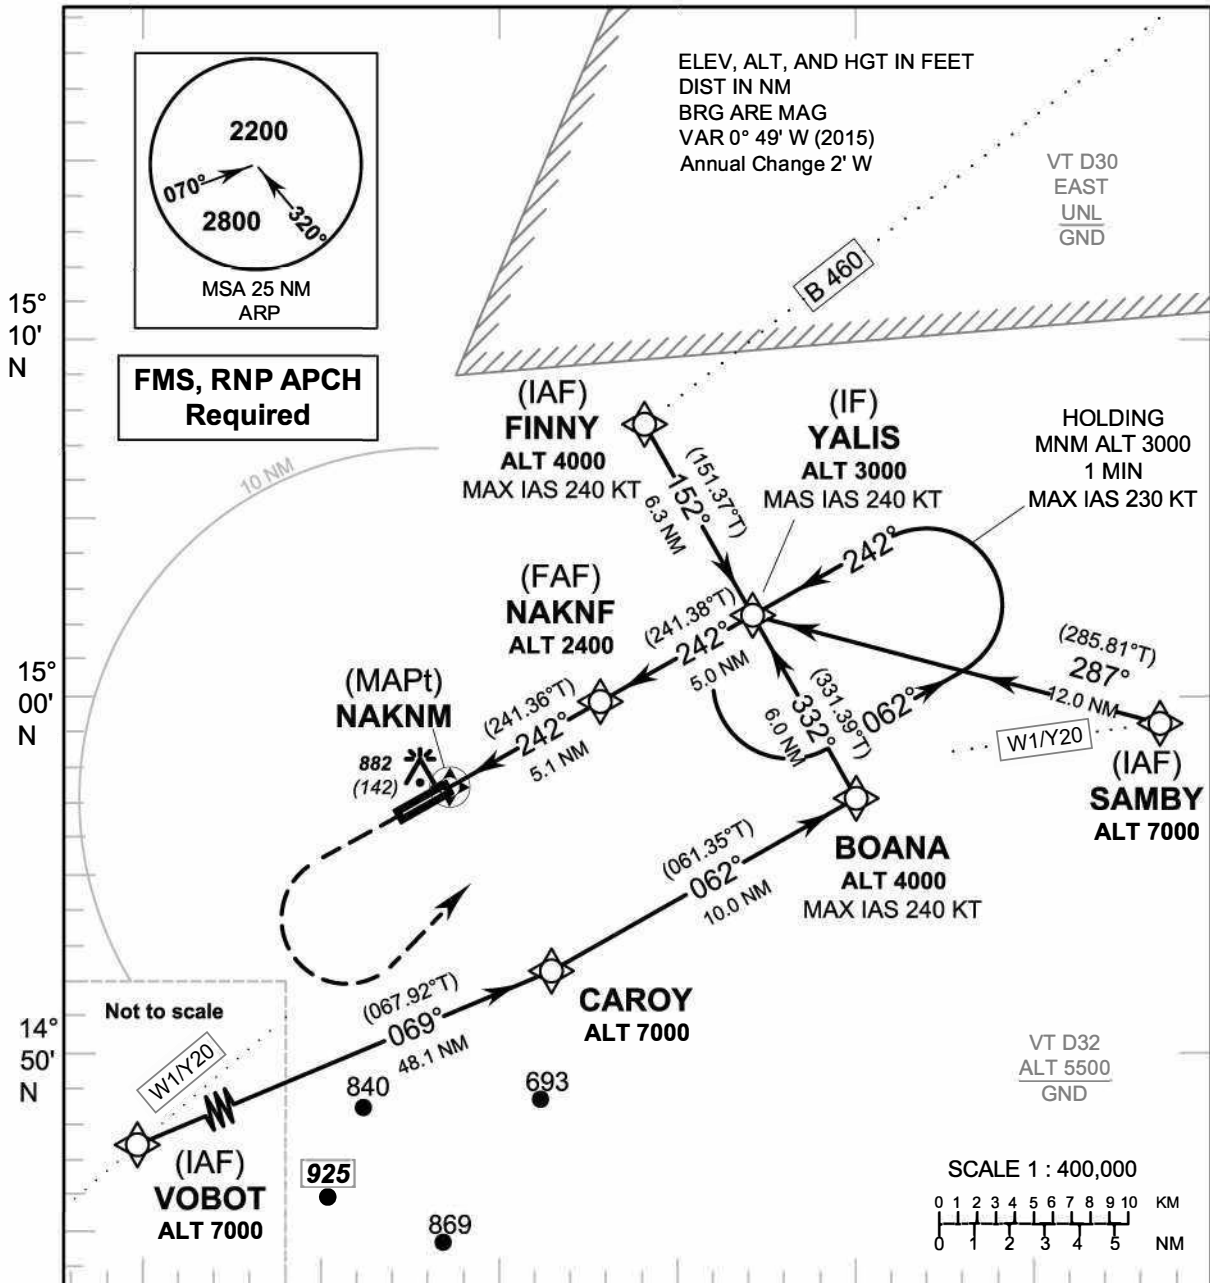 2200
070°
2800
320°
MSA 25 NM
ARP
ELEV, ALT, AND HGT IN FEET
DIST IN NM
BRG ARE MAG
VAR 0° 49' W (2015)
Annual Change 2' W
VT D30
EAST
UNL
GND
B 460
15°
10'
N
FMS, RNP APCH
Required
10 NM
(IAF)
FINNY
ALT 4000
MAX IAS 240 KT
(151.37°T)
152°
6.3 NM
(IF)
YALIS
ALT 3000
MAS IAS 240 KT
HOLDING
MNM ALT 3000
1 MIN
MAX IAS 230 KT
242°
(FAF)
NAKNF
ALT 2400
(241.38°T)
242°
5.0 NM
(285.81°T)
287°
12.0 NM
062°
(331.39°T)
332°
6.0 NM
W1/Y20
(IAF)
SAMBY
ALT 7000
15°
00'
N
(MAPt)
NAKNM
882
(142)
(241.36°T)
242°
5.1 NM
BOANA
ALT 4000
MAX IAS 240 KT
(061.35°T)
062°
10.0 NM
CAROY
ALT 7000
(067.92°T)
069°
48.1 NM
Not to scale
W1/Y20
14°
50'
N
(IAF)
VOBOT
ALT 7000
840
693
925
869
VT D32
ALT 5500
GND
SCALE 1 : 400,000
0 1 2 3 4 5 6 7 8 9 10 KM
0 1 2 3 4 5 NM